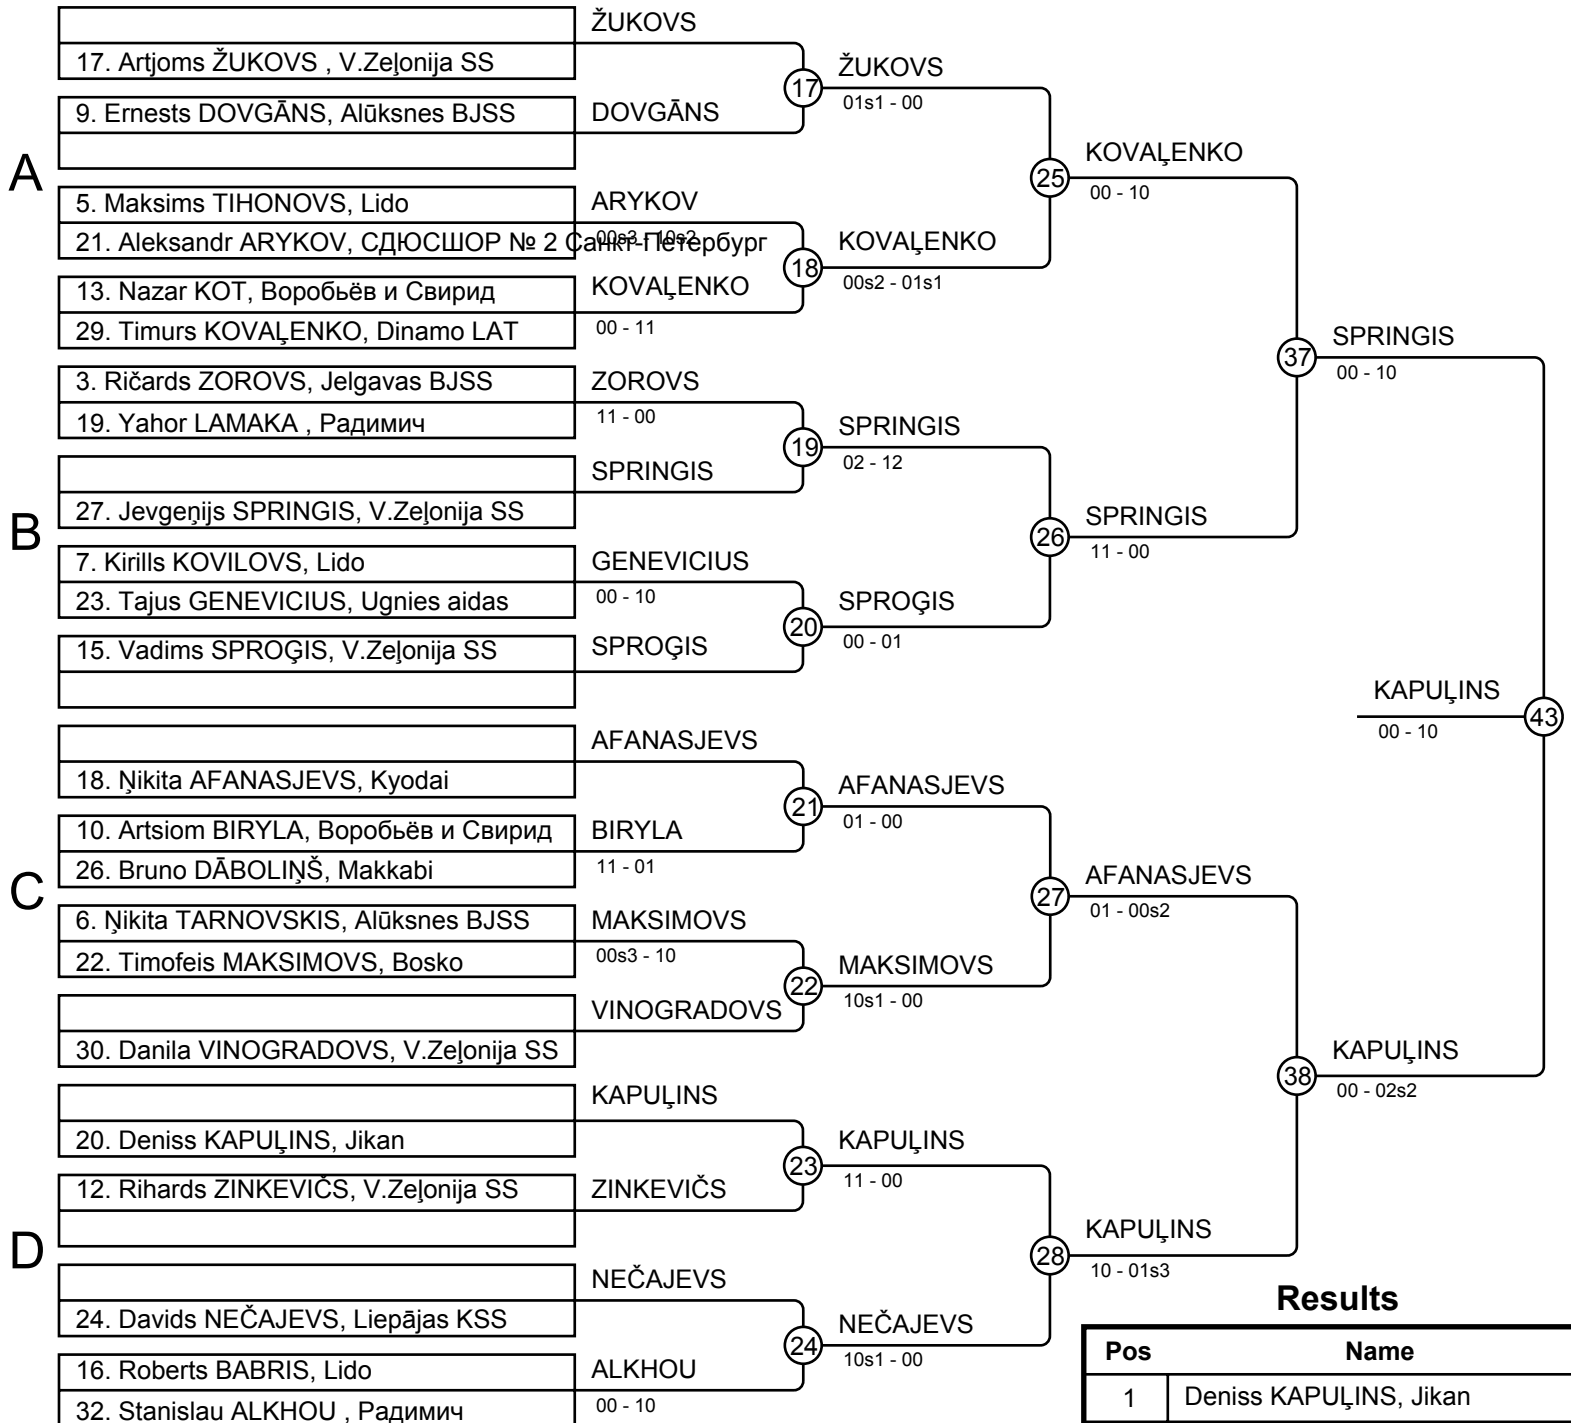 ŽUKOVS
17. Artjoms ŽUKOVS , V.Zeļonija SS
17
ŽUKOVS
01s1 - 00
9. Ernests DOVGĀNS, Alūksnes BJSS
DOVGĀNS
A
25
KOVAĻENKO
00 - 10
5. Maksims TIHONOVS, Lido
ARYKOV
00s3 - 10s2
21. Aleksandr ARYKOV, СДЮСШОР № 2 Санкт-Петербург
18
KOVAĻENKO
00s2 - 01s1
13. Nazar KOT, Воробьёв и Свирид
KOVAĻENKO
00 - 11
29. Timurs KOVAĻENKO, Dinamo LAT
37
SPRINGIS
00 - 10
3. Ričards ZOROVS, Jelgavas BJSS
ZOROVS
11 - 00
19. Yahor LAMAKA , Радимич
19
SPRINGIS
02 - 12
SPRINGIS
27. Jevgeņijs SPRINGIS, V.Zeļonija SS
B
26
SPRINGIS
11 - 00
7. Kirills KOVILOVS, Lido
GENEVICIUS
00 - 10
23. Tajus GENEVICIUS, Ugnies aidas
20
SPROĢIS
00 - 01
15. Vadims SPROĢIS, V.Zeļonija SS
SPROĢIS
KAPUĻINS
00 - 10
43
AFANASJEVS
18. Ņikita AFANASJEVS, Kyodai
21
AFANASJEVS
01 - 00
10. Artsiom BIRYLA, Воробьёв и Свирид
BIRYLA
11 - 01
26. Bruno DĀBOLIŅŠ, Makkabi
C
27
AFANASJEVS
01 - 00s2
6. Ņikita TARNOVSKIS, Alūksnes BJSS
MAKSIMOVS
00s3 - 10
22. Timofeis MAKSIMOVS, Bosko
22
MAKSIMOVS
10s1 - 00
VINOGRADOVS
30. Danila VINOGRADOVS, V.Zeļonija SS
38
KAPUĻINS
00 - 02s2
KAPUĻINS
20. Deniss KAPUĻINS, Jikan
23
KAPUĻINS
11 - 00
12. Rihards ZINKEVIČS, V.Zeļonija SS
ZINKEVIČS
D
28
KAPUĻINS
10 - 01s3
NEČAJEVS
24. Davids NEČAJEVS, Liepājas KSS
24
NEČAJEVS
10s1 - 00
16. Roberts BABRIS, Lido
ALKHOU
00 - 10
32. Stanislau ALKHOU , Радимич
Results
Pos Name
1 Deniss KAPUĻINS, Jikan